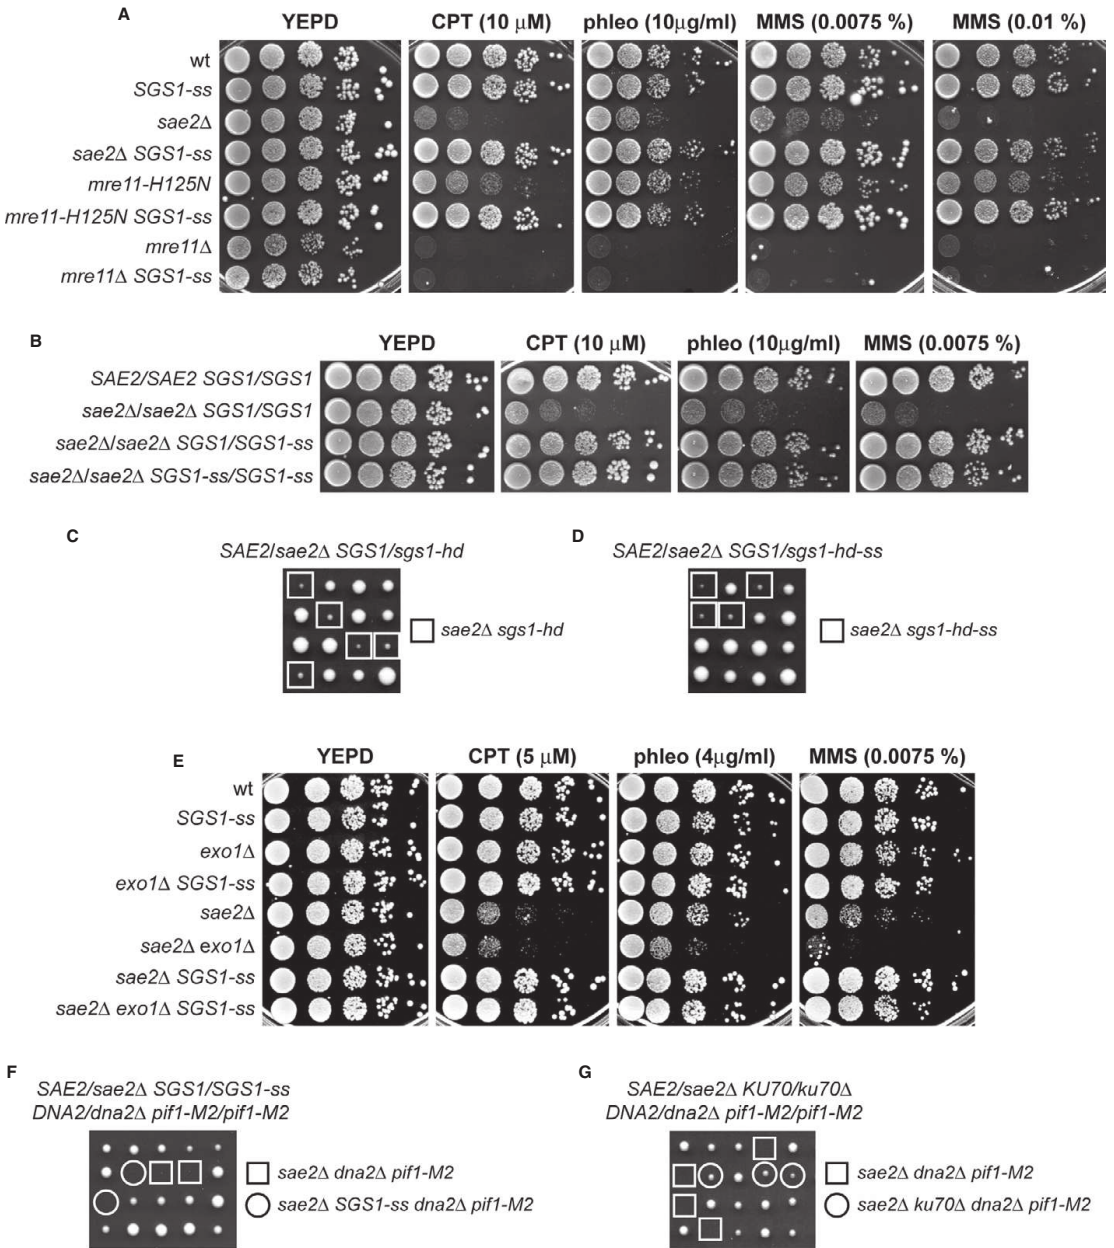 A
YEPD CPT (10 μM) phleo (10μg/ml) MMS (0.0075 %) MMS (0.01 %)
wt
SGS1-ss
sae2Δ
sae2Δ SGS1-ss
mre11-H125N
mre11-H125N SGS1-ss
mre11Δ
mre11Δ SGS1-ss
B
YEPD CPT (10 μM) phleo (10μg/ml) MMS (0.0075 %)
SAE2/SAE2 SGS1/SGS1
sae2Δ/sae2Δ SGS1/SGS1
sae2Δ/sae2Δ SGS1/SGS1-ss
sae2Δ/sae2Δ SGS1-ss/SGS1-ss
C
SAE2/sae2Δ SGS1/sgs1-hd
sae2Δ sgs1-hd
D
SAE2/sae2Δ SGS1/sgs1-hd-ss
sae2Δ sgs1-hd-ss
E
YEPD CPT (5 μM) phleo (4μg/ml) MMS (0.0075 %)
wt
SGS1-ss
exo1Δ
exo1Δ SGS1-ss
sae2Δ
sae2Δ exo1Δ
sae2Δ SGS1-ss
sae2Δ exo1Δ SGS1-ss
F
SAE2/sae2Δ SGS1/SGS1-ss
DNA2/dna2Δ pif1-M2/pif1-M2
sae2Δ dna2Δ pif1-M2
sae2Δ SGS1-ss dna2Δ pif1-M2
G
SAE2/sae2Δ KU70/ku70Δ
DNA2/dna2Δ pif1-M2/pif1-M2
sae2Δ dna2Δ pif1-M2
sae2Δ ku70Δ dna2Δ pif1-M2